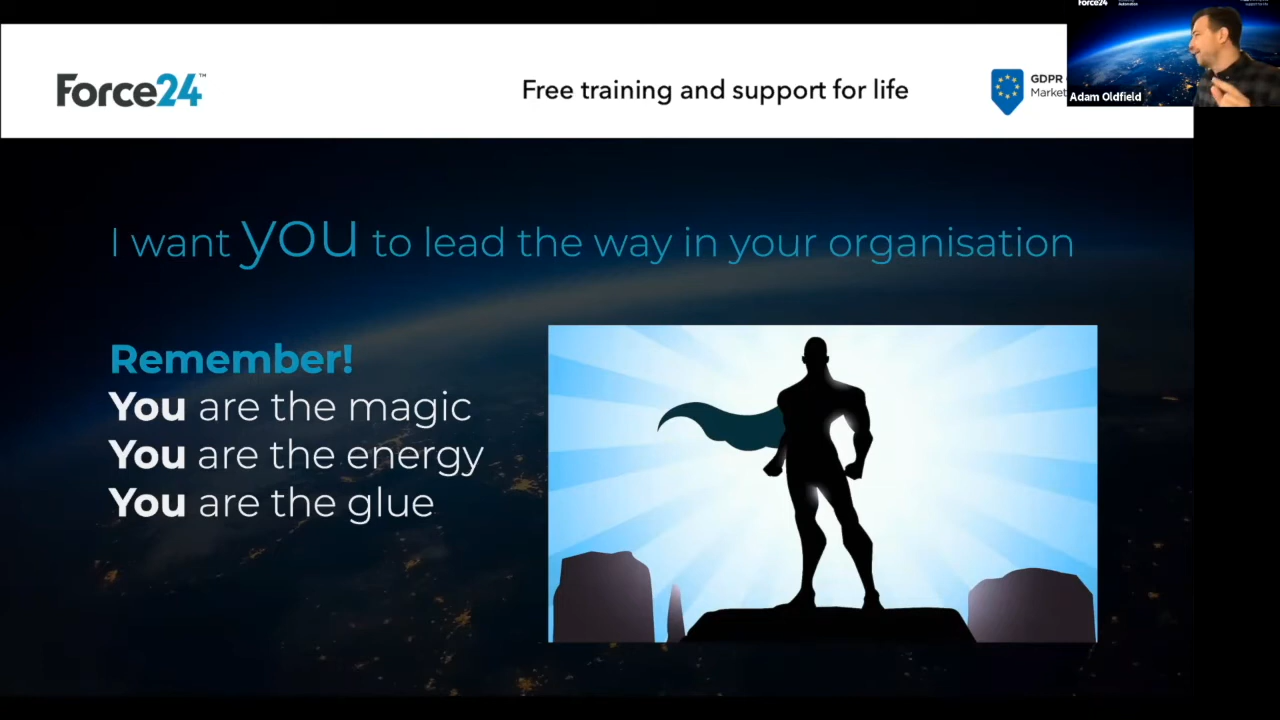 Force24™
Free training and support for life
GDPR
Market
Force24
Adam Oldfield
I want you to lead the way in your organisation
Remember!
You are the magic
You are the energy
You are the glue